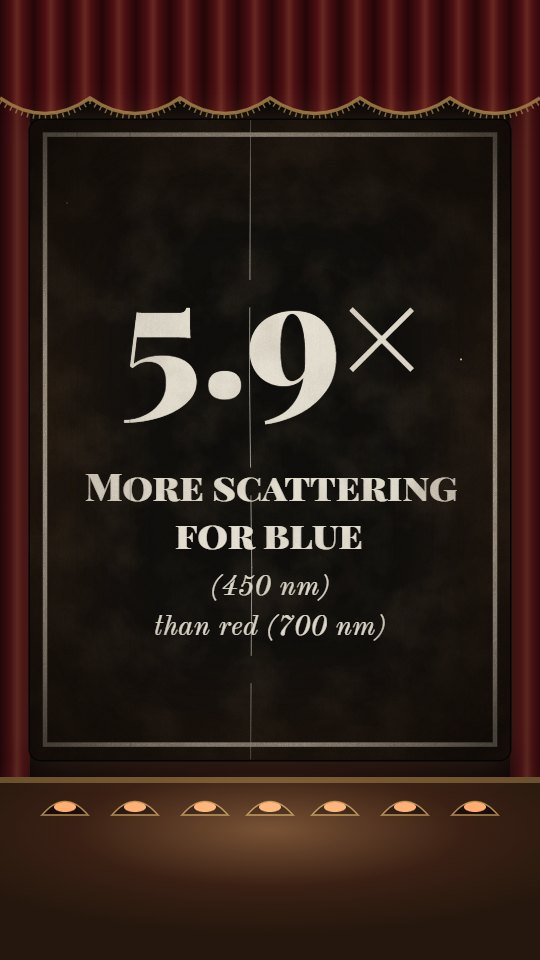 5.9×
More scattering
for blue
(450 nm)
than red (700 nm)